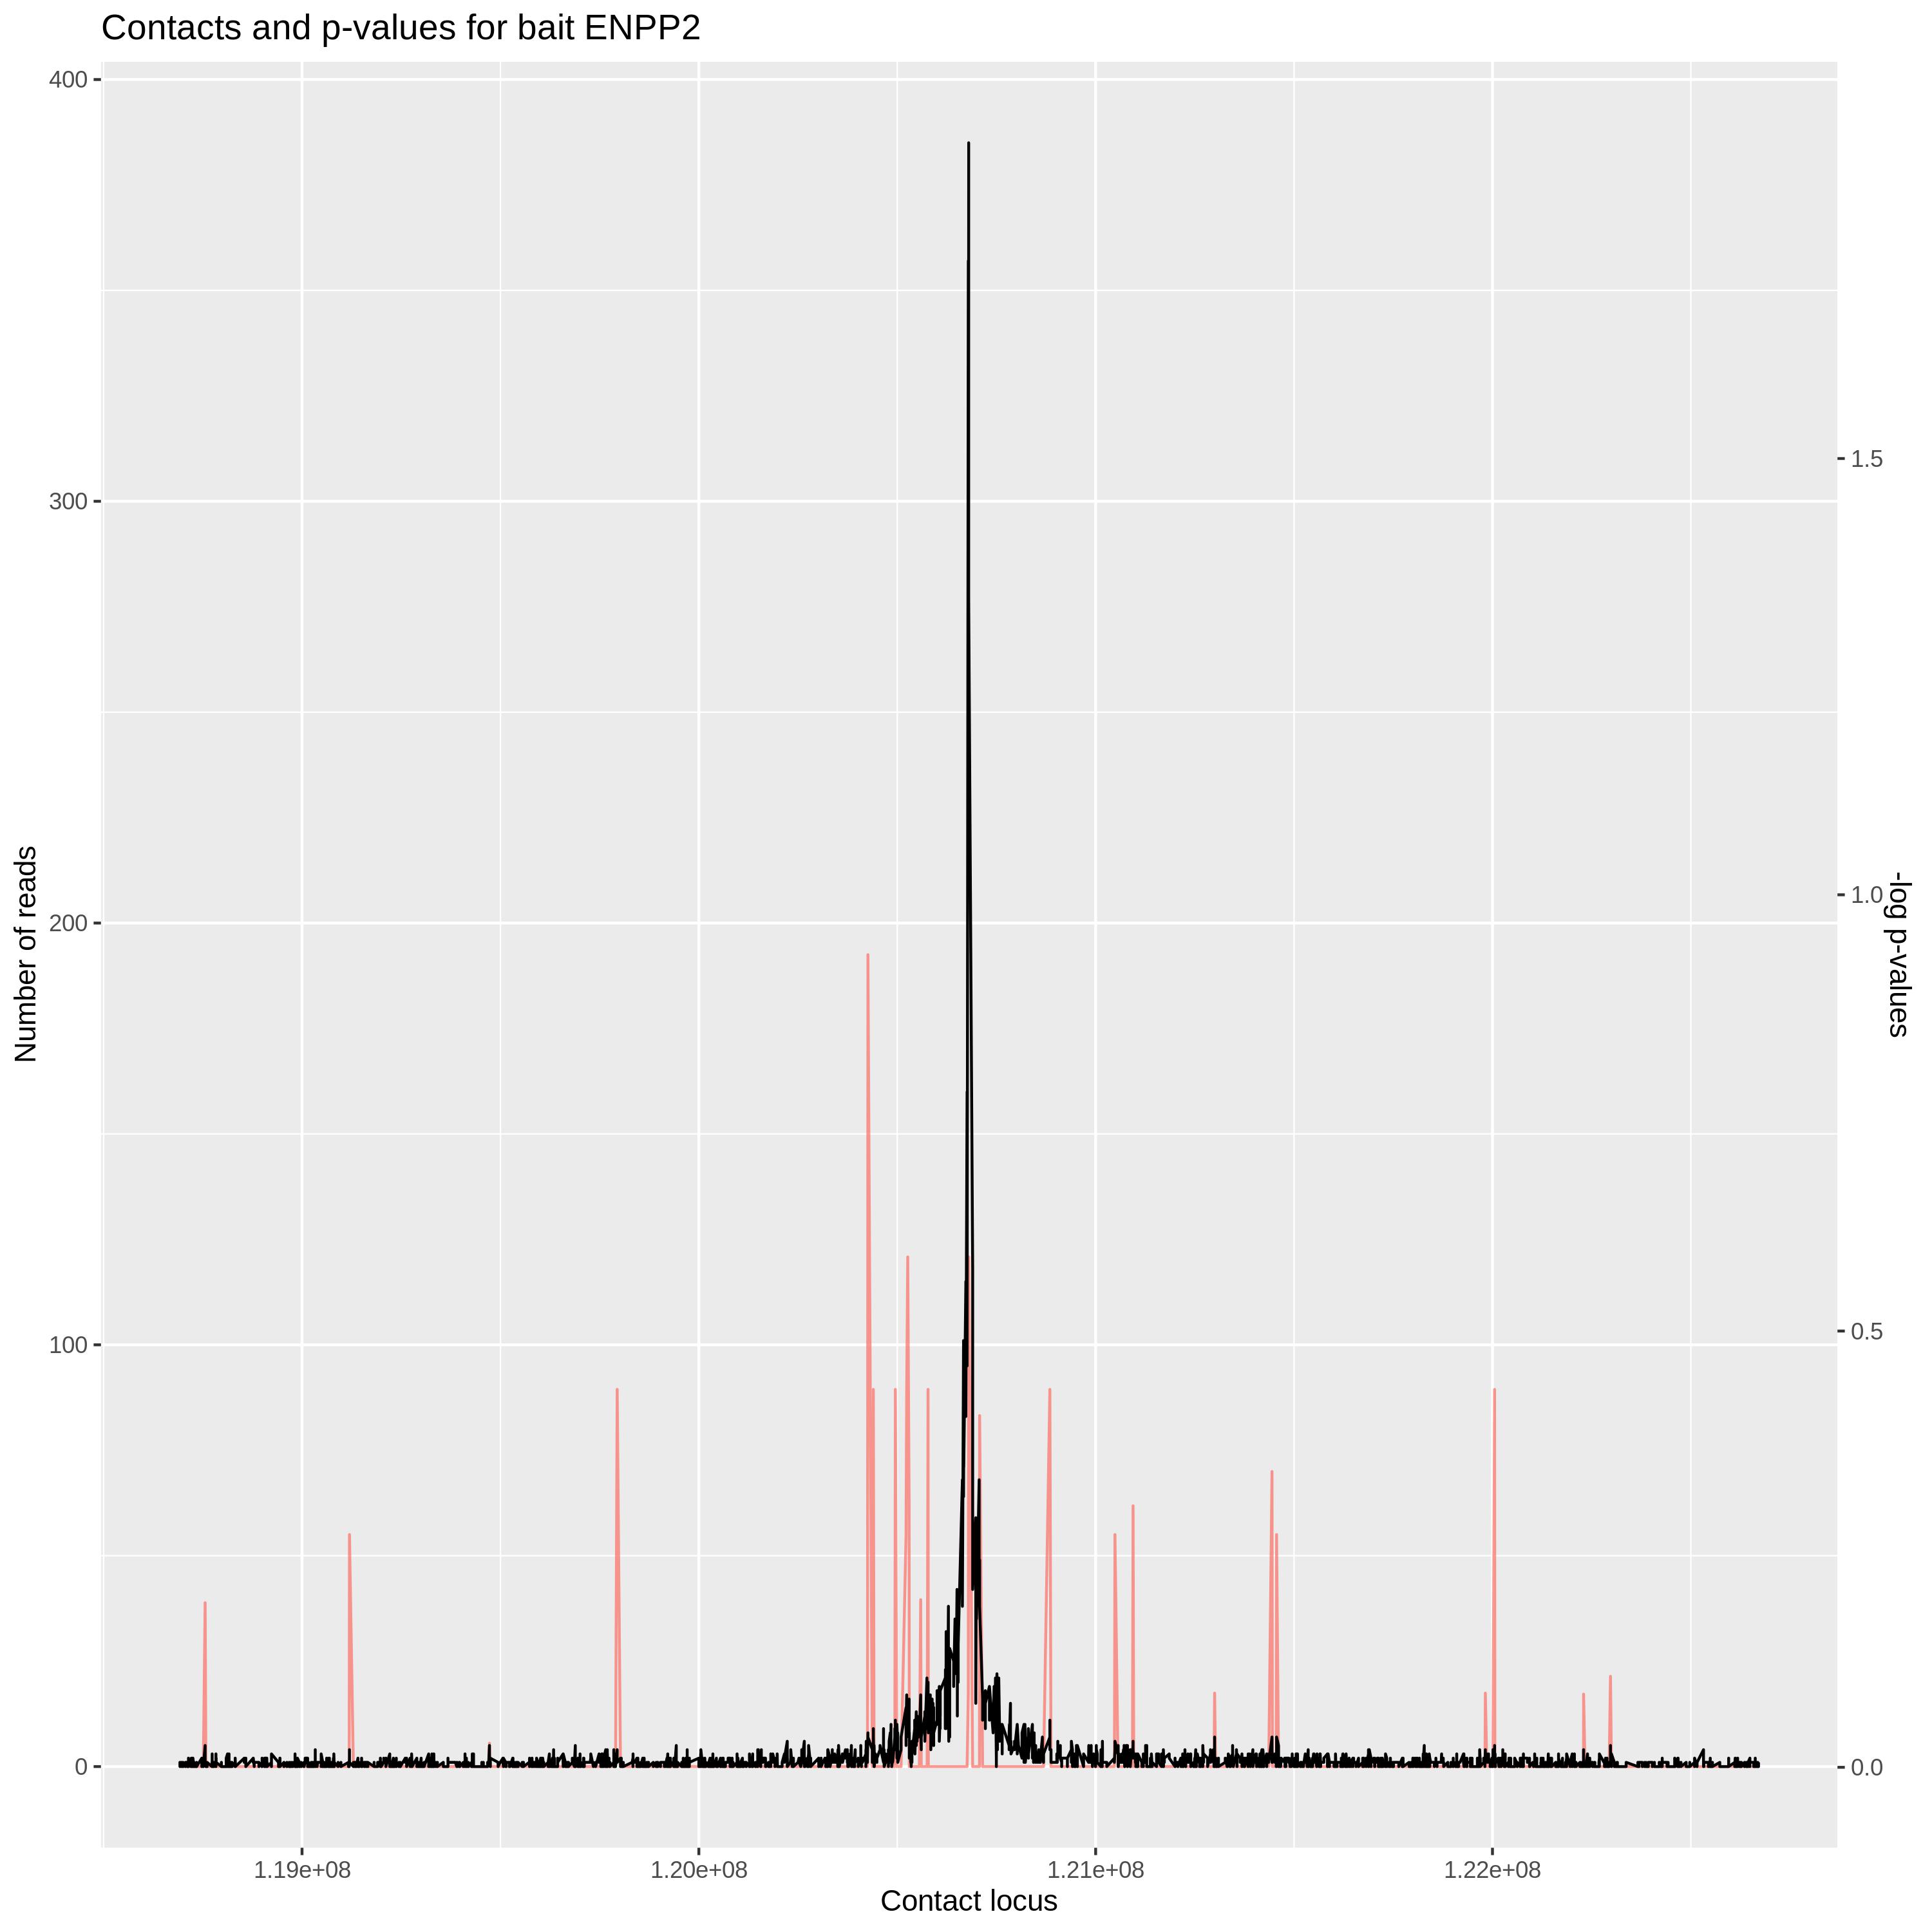 Contacts and p-values for bait ENPP2
400
300
200
100
0
Number of reads
1.5
1.0
0.5
0.0
-log p-values
1.19e+08
1.20e+08
1.21e+08
1.22e+08
Contact locus